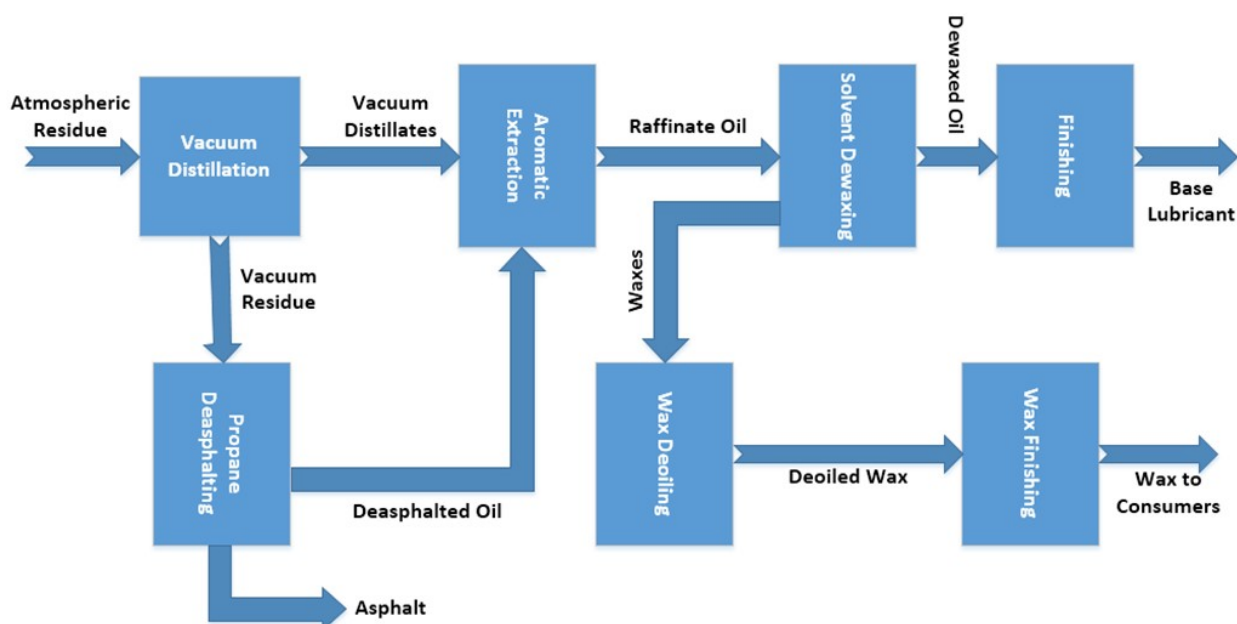 Atmospheric
Residue
Vacuum
Distillation
Vacuum
Distillates
Aromatic
Extraction
Raffinate Oil
Solvent Dewaxing
Dewaxed Oil
Finishing
Base
Lubricant
Vacuum
Residue
Waxes
Propane
Deasphalting
Deasphalted Oil
Asphalt
Wax Deoiling
Deoiled Wax
Wax Finishing
Wax to
Consumers